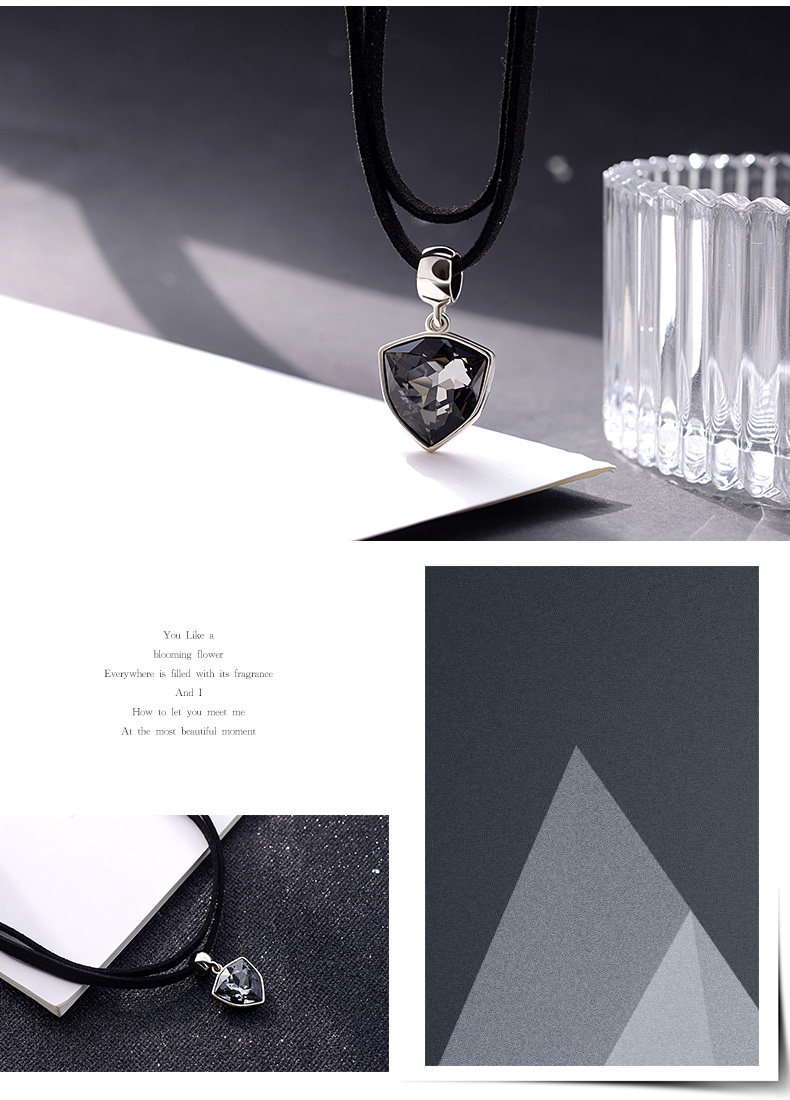 You Like a
blooming flower
Everywhere is filled with its fragrance
And I
How to let you meet me
At the most beautiful moment